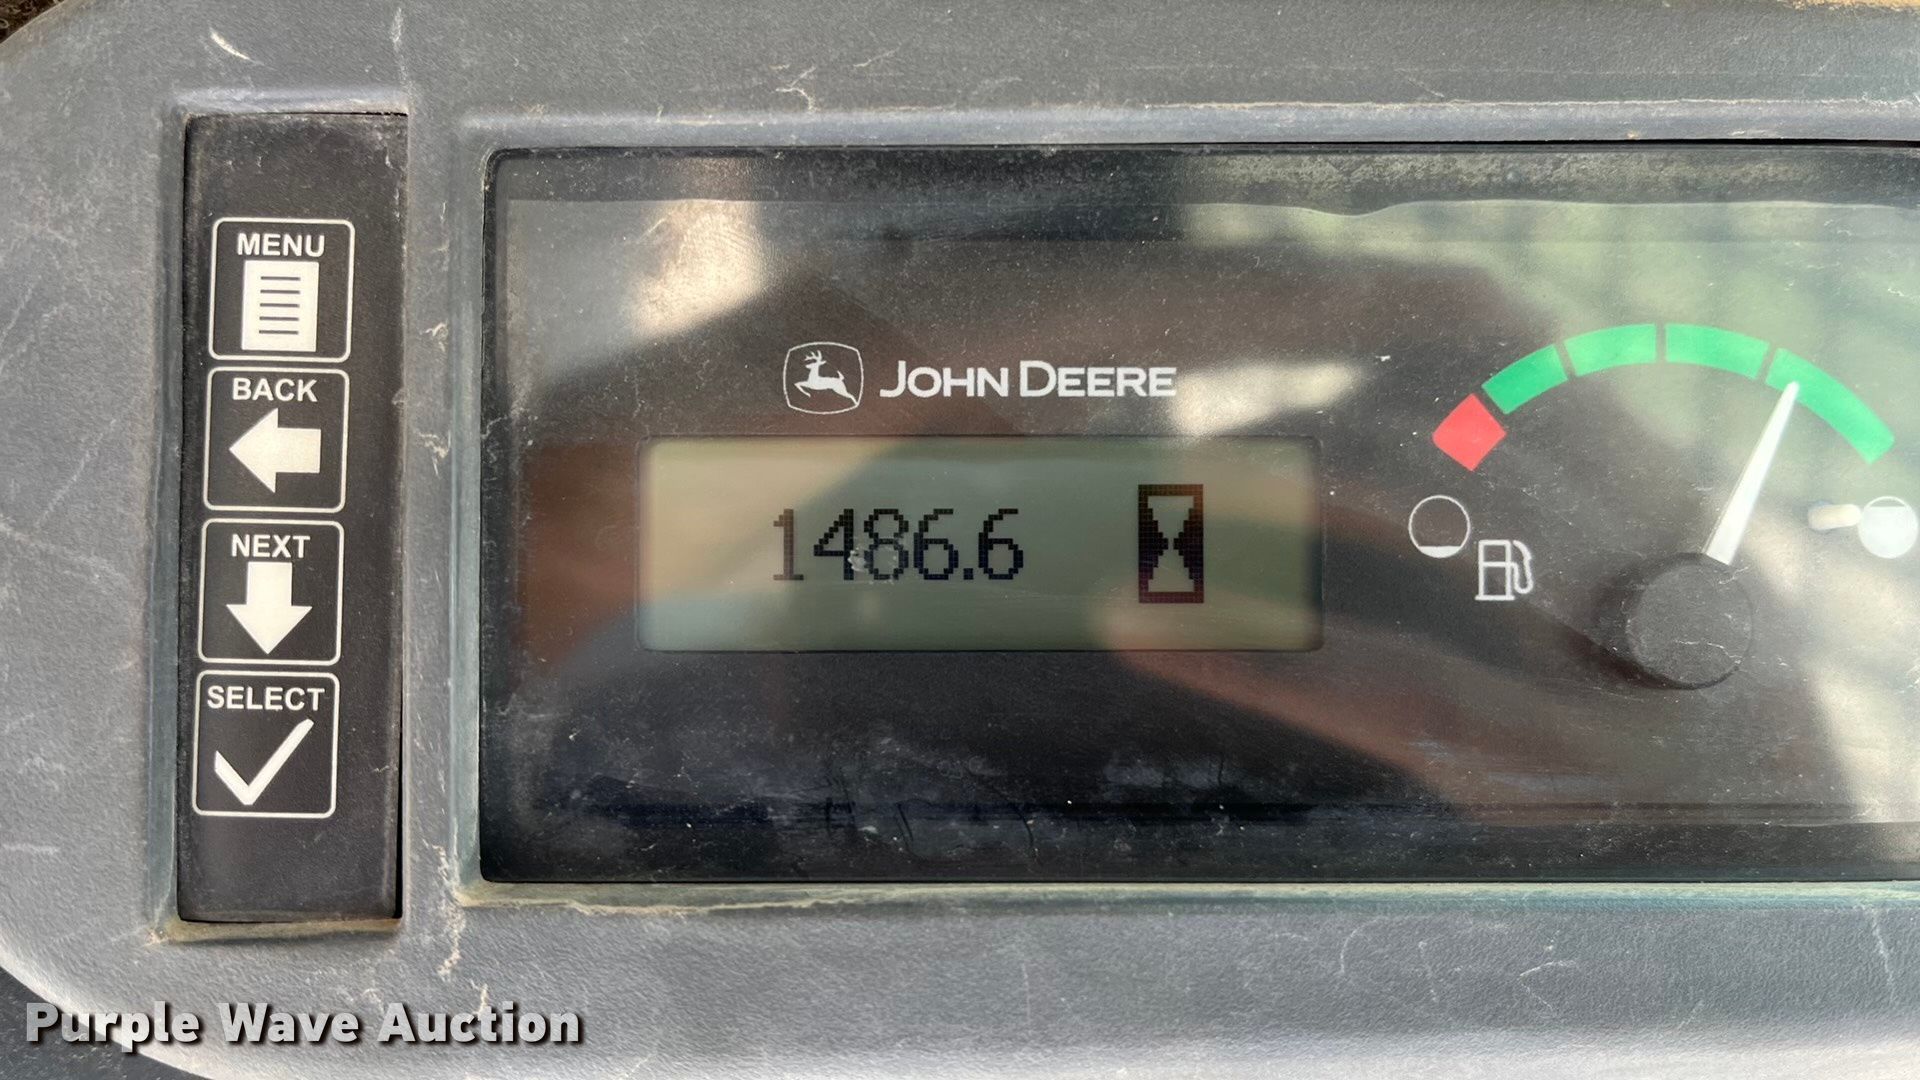 MENU
BACK
NEXT
SELECT
JOHN DEERE
1486.6
Purple Wave Auction